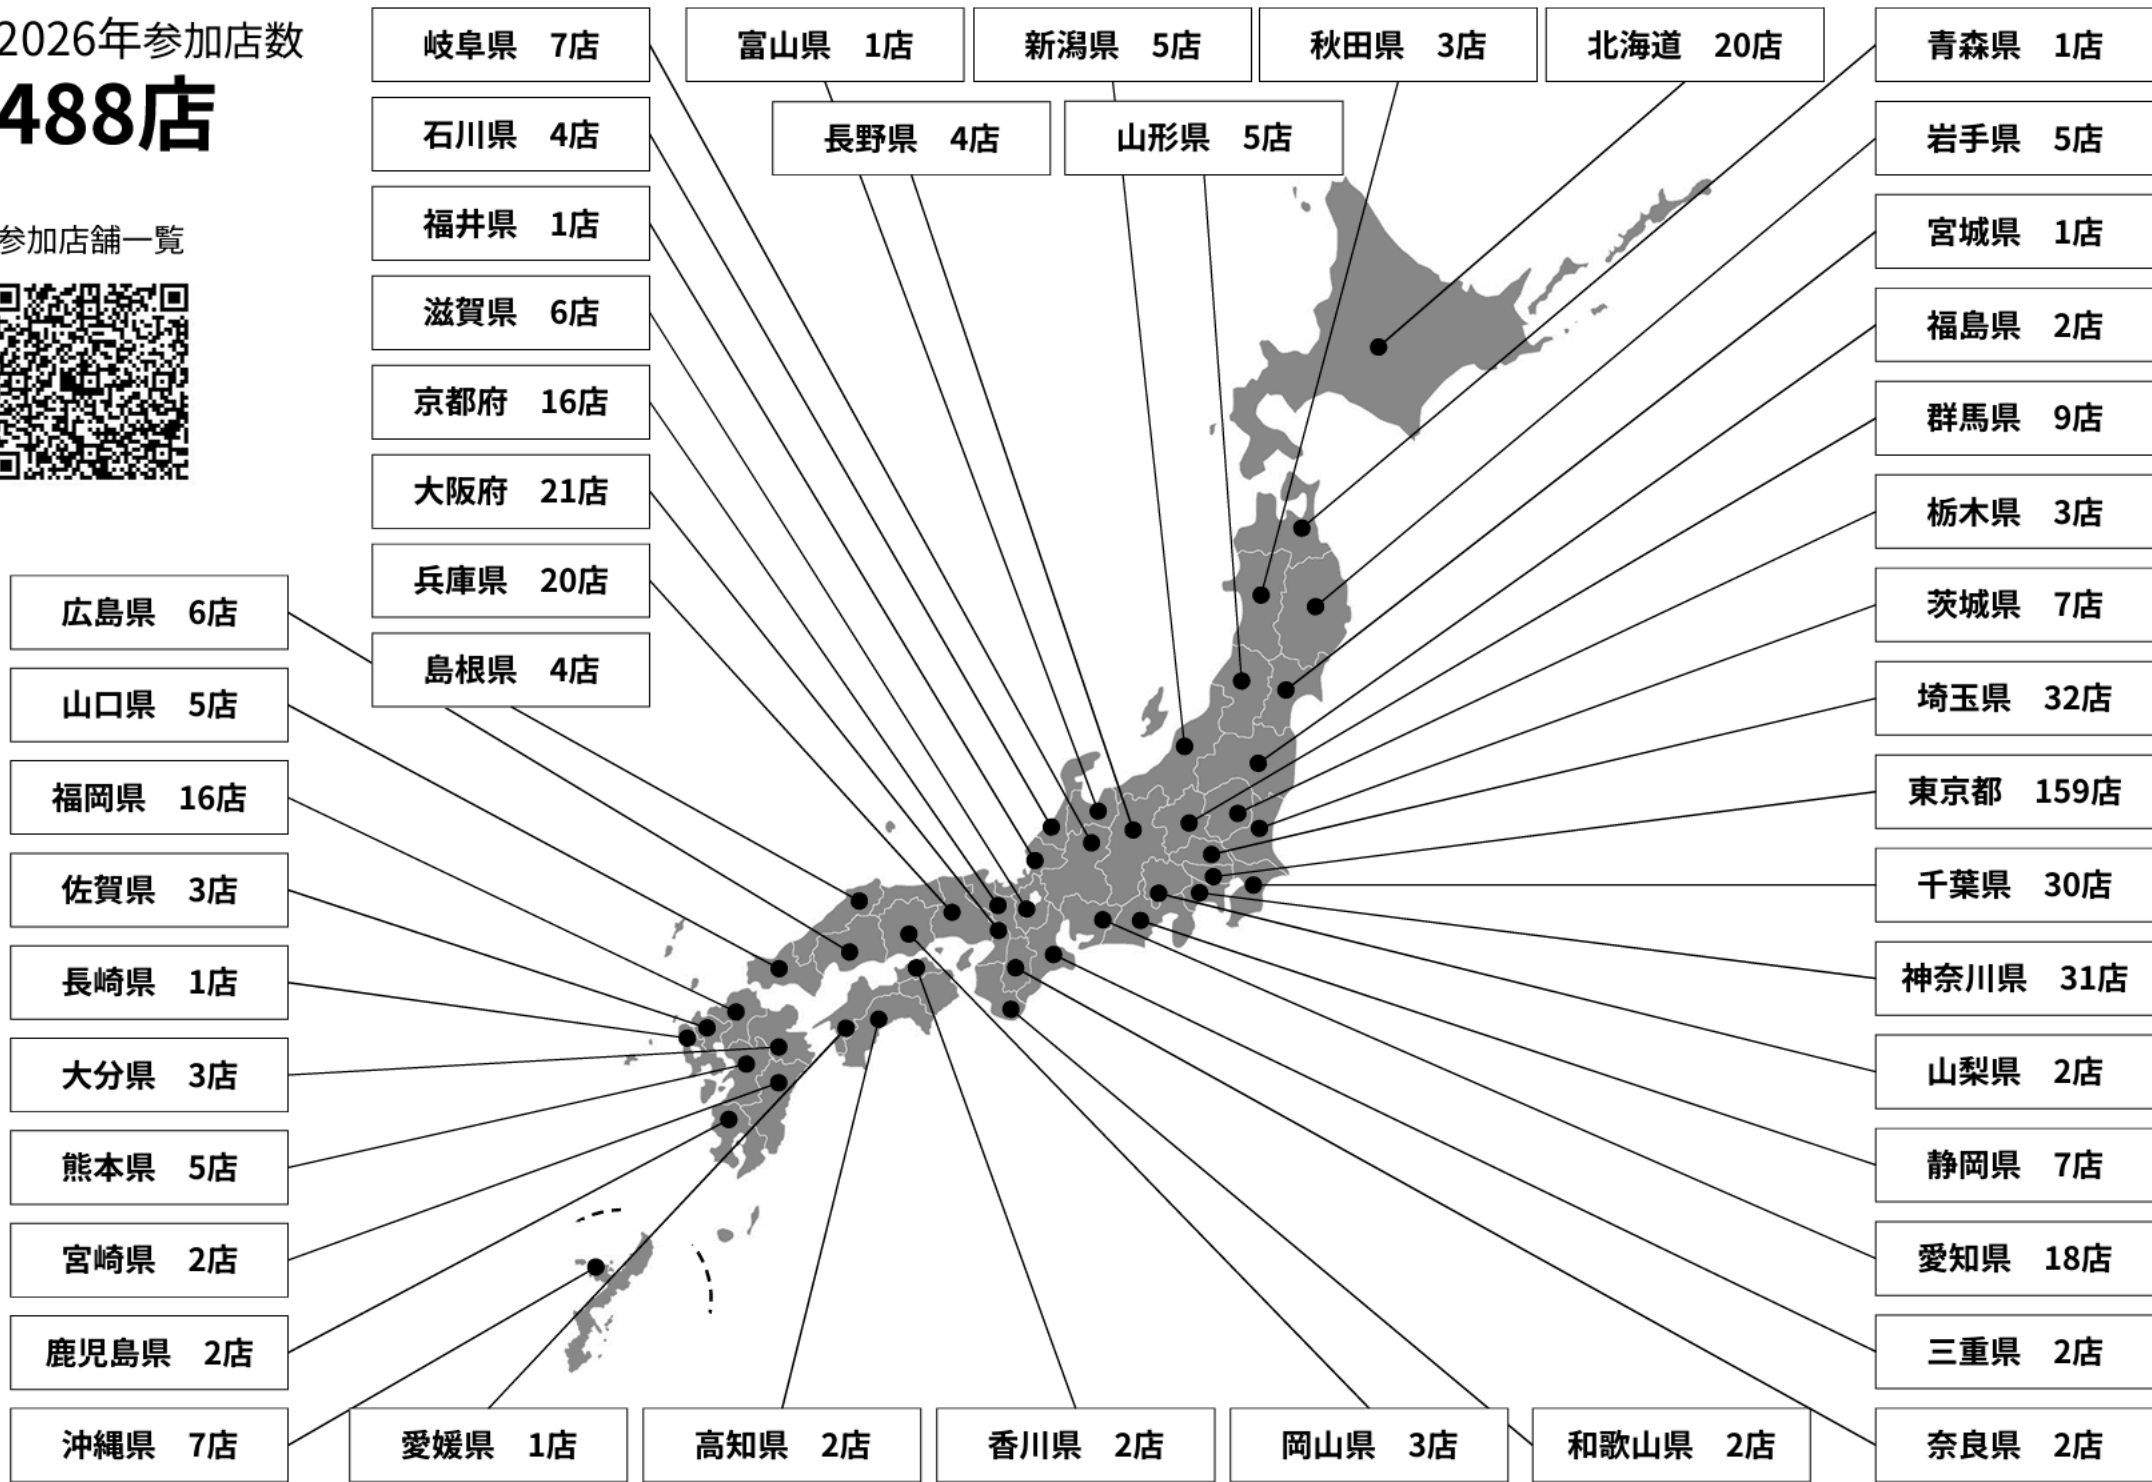 2026年参加店数
488店
参加店舗一覧
岐阜県 7店
石川県 4店
福井県 1店
滋賀県 6店
京都府 16店
大阪府 21店
兵庫県 20店
島根県 4店
富山県 1店
新潟県 5店
秋田県 3店
北海道 20店
長野県 4店
山形県 5店
青森県 1店
岩手県 5店
宮城県 1店
福島県 2店
群馬県 9店
栃木県 3店
茨城県 7店
埼玉県 32店
東京都 159店
千葉県 30店
神奈川県 31店
山梨県 2店
静岡県 7店
愛知県 18店
三重県 2店
奈良県 2店
広島県 6店
山口県 5店
福岡県 16店
佐賀県 3店
長崎県 1店
大分県 3店
熊本県 5店
宮崎県 2店
鹿児島県 2店
沖縄県 7店
愛媛県 1店
高知県 2店
香川県 2店
岡山県 3店
和歌山県 2店